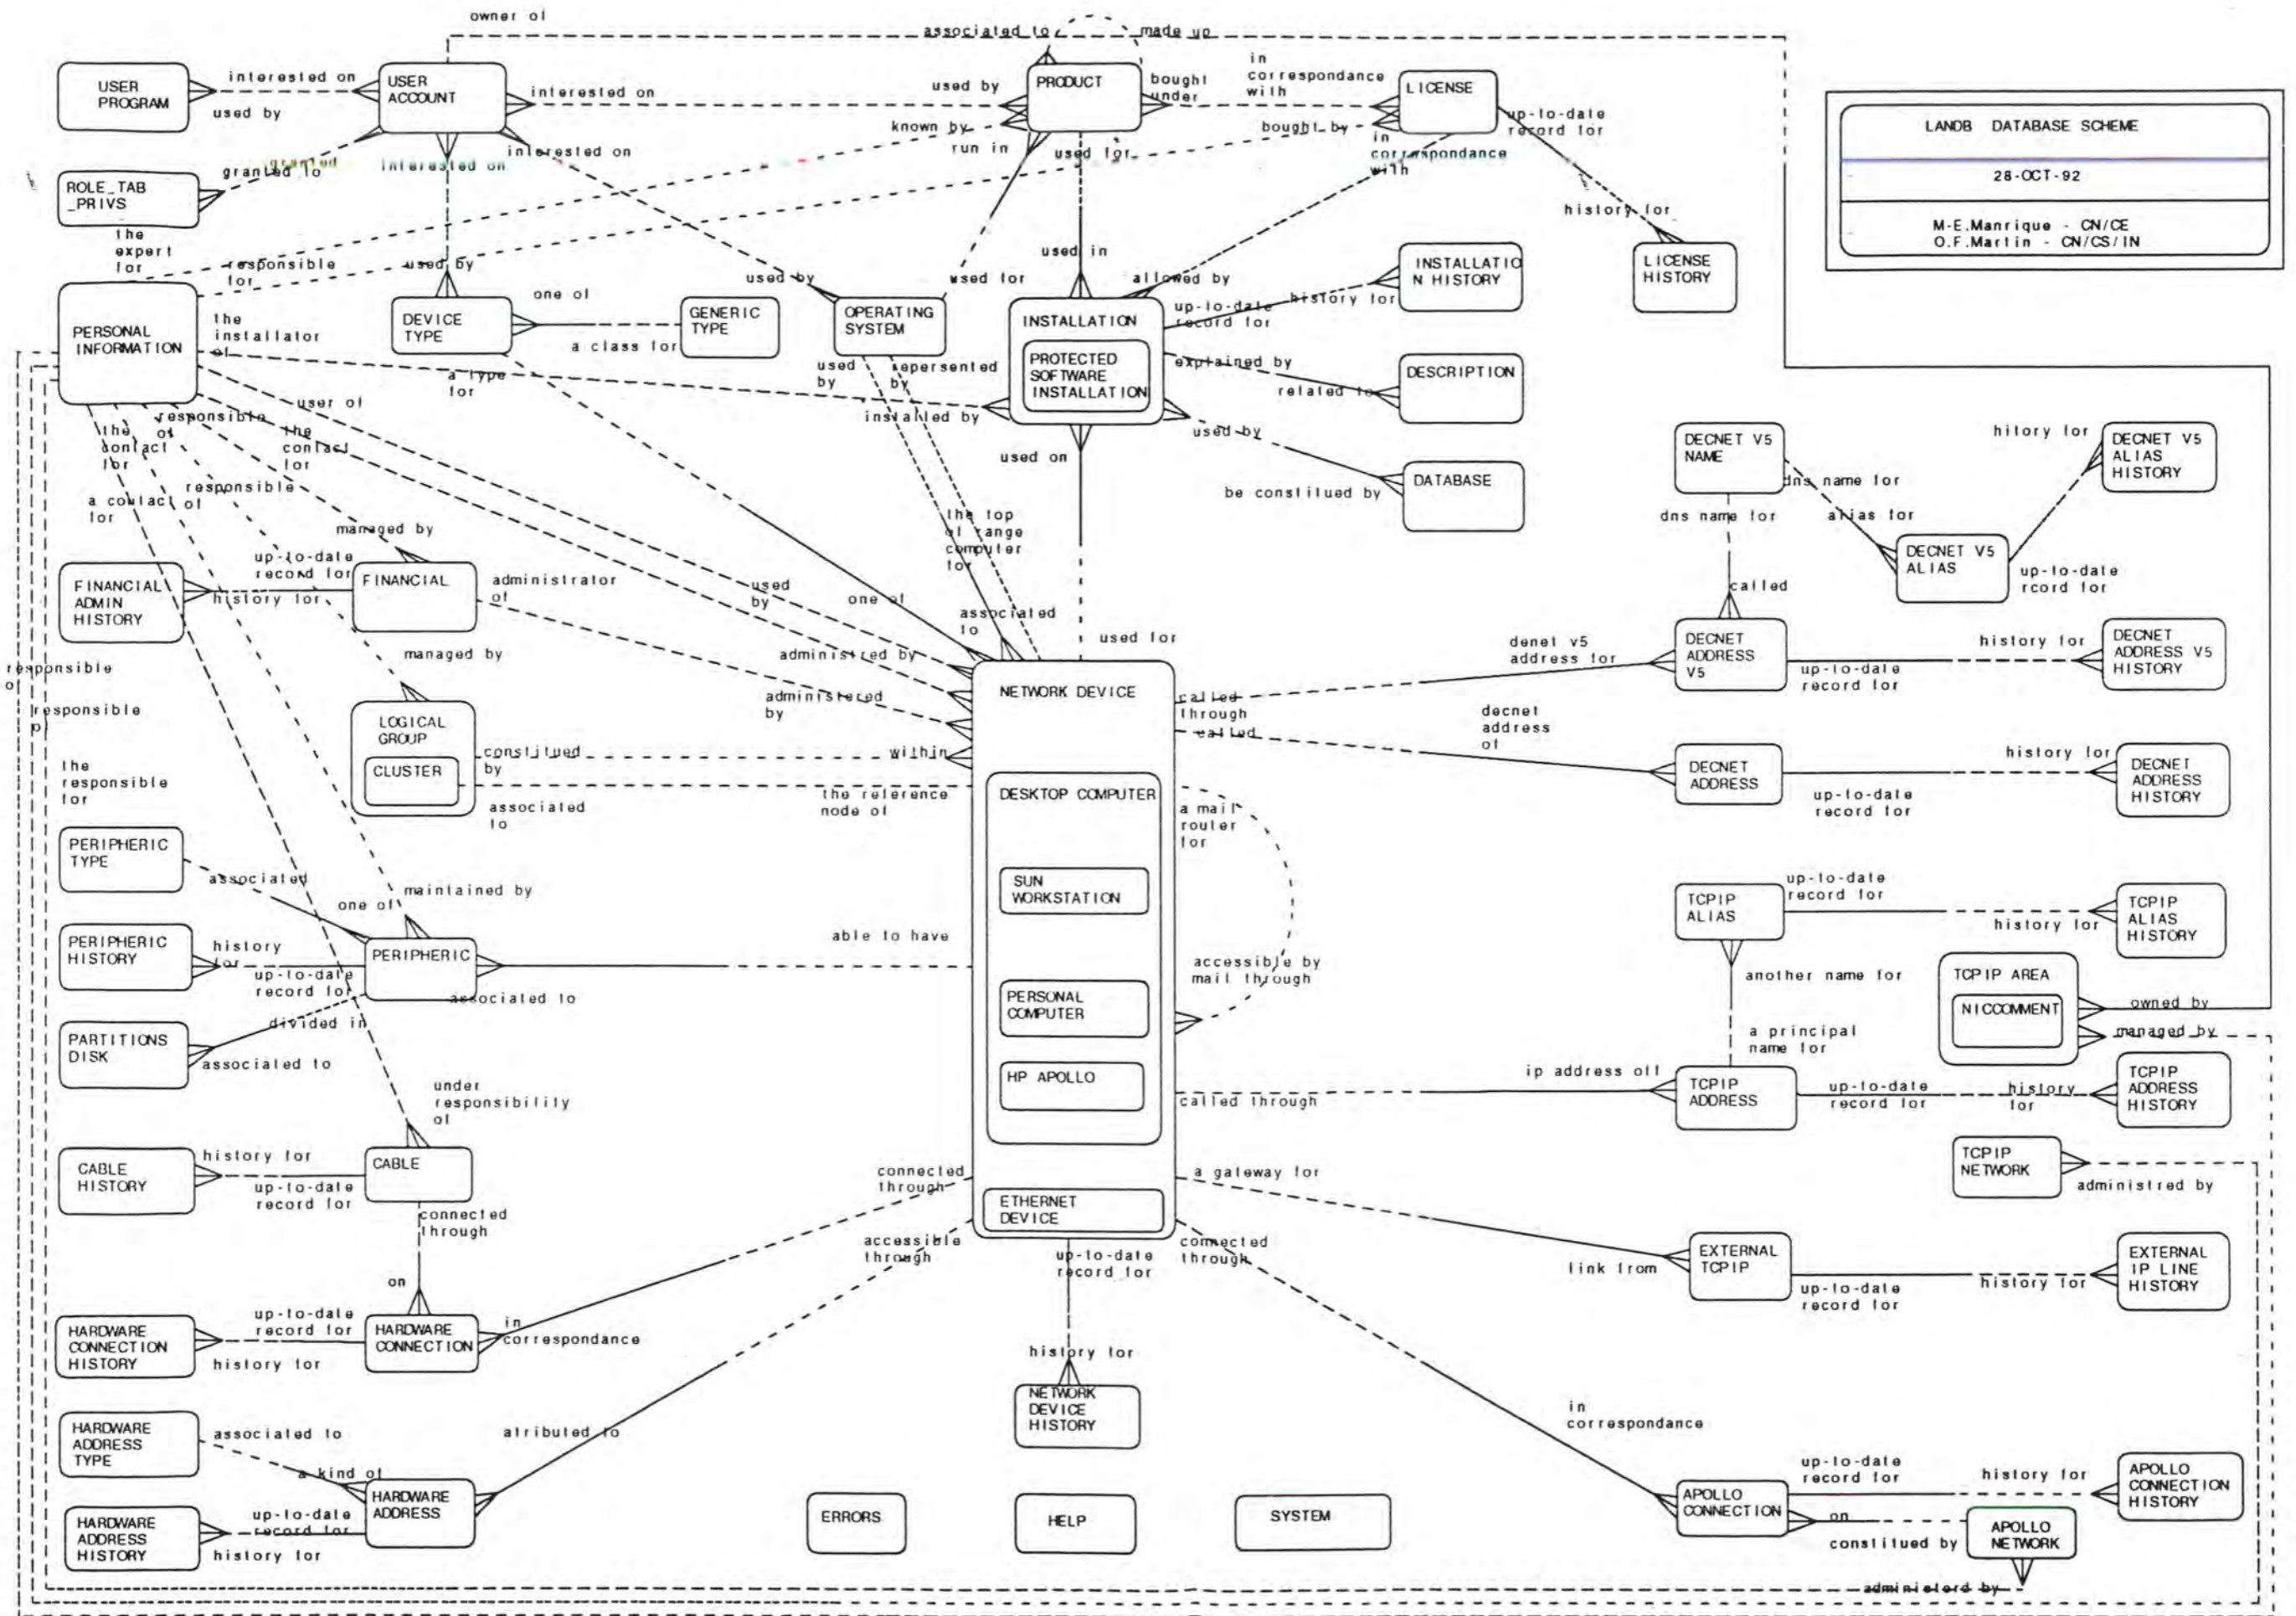 owner of
associated to
made up
USER
PROGRAM
interested on
used by
USER
ACCOUNT
interested on
used by
PRODUCT
bought
under
in
correspondance
with
LICENSE
up-to-date
record for
LANDB DATABASE SCHEME
28-OCT-92
M-E.Manrique - CN/CE
O.F.Martin - CN/CS/IN
known by
run in
used for
bought by
in
correspondance
with
granted
granted to
interested on
interested on
ROLE_TAB
_PRIVS
history for
LICENSE
HISTORY
the
expert
for
responsible
for
used by
used by
used for
used in
allowed by
INSTALLATIO
N HISTORY
PERSONAL
INFORMATION
the
installator
of
DEVICE
TYPE
one of
a class for
GENERIC
TYPE
OPERATING
SYSTEM
INSTALLATION
PROTECTED
SOFTWARE
INSTALLATION
up-to-date
record for
history for
explained by
related to
DESCRIPTION
a type
for
used
by
repersented
by
installed by
used by
used on
be constitued by
DATABASE
user of
responsible
of
the
contact
for
the
contact
for
responsible
of
a contact
for
managed by
the top
of range
computer
for
DECNET V5
NAME
dns name for
dns name for
alias for
hitory for
DECNET V5
ALIAS
HISTORY
DECNET V5
ALIAS
up-to-date
rcord for
called
FINANCIAL
ADMIN
HISTORY
up-to-date
record for
history for
FINANCIAL
administrator
of
used
by
one of
associated
to
used for
administred by
administered
by
managed by
denet v5
address for
DECNET
ADDRESS
V5
up-to-date
record for
history for
DECNET
ADDRESS V5
HISTORY
responsible
of
responsible
of
LOGICAL
GROUP
CLUSTER
constitued
by
within
associated
to
the reference
node of
NETWORK DEVICE
called
through
called
decnet
address
of
DECNET
ADDRESS
up-to-date
record for
history for
DECNET
ADDRESS
HISTORY
the
responsible
for
DESKTOP COMPUTER
a mail
router
for
PERIPHERIC
TYPE
associated
one of
maintained by
SUN
WORKSTATION
TCPIP
ALIAS
up-to-date
record for
history for
TCPIP
ALIAS
HISTORY
PERIPHERIC
HISTORY
history
for
up-to-date
record for
PERIPHERIC
able to have
associated to
accessible by
mail through
another name for
TCPIP AREA
NICCOMMENT
owned by
managed by
PERSONAL
COMPUTER
PARTITIONS
DISK
divided in
associated to
HP APOLLO
called through
ip address off
a principal
name for
TCPIP
ADDRESS
up-to-date
record for
history
for
TCPIP
ADDRESS
HISTORY
under
responsibility
of
CABLE
HISTORY
history for
up-to-date
record for
CABLE
connected
through
connected
through
a gateway for
TCPIP
NETWORK
administred by
ETHERNET
DEVICE
accessible
through
up-to-date
record for
connected
through
link from
EXTERNAL
TCPIP
up-to-date
record for
history for
EXTERNAL
IP LINE
HISTORY
on
HARDWARE
CONNECTION
HISTORY
up-to-date
record for
history for
HARDWARE
CONNECTION
in
correspondance
history for
NETWORK
DEVICE
HISTORY
in
correspondance
HARDWARE
ADDRESS
TYPE
associated to
a kind of
atributed to
HARDWARE
ADDRESS
HARDWARE
ADDRESS
HISTORY
up-to-date
record for
history for
ERRORS
HELP
SYSTEM
APOLLO
CONNECTION
up-to-date
record for
history for
APOLLO
CONNECTION
HISTORY
on
constitued by
APOLLO
NETWORK
administerd by